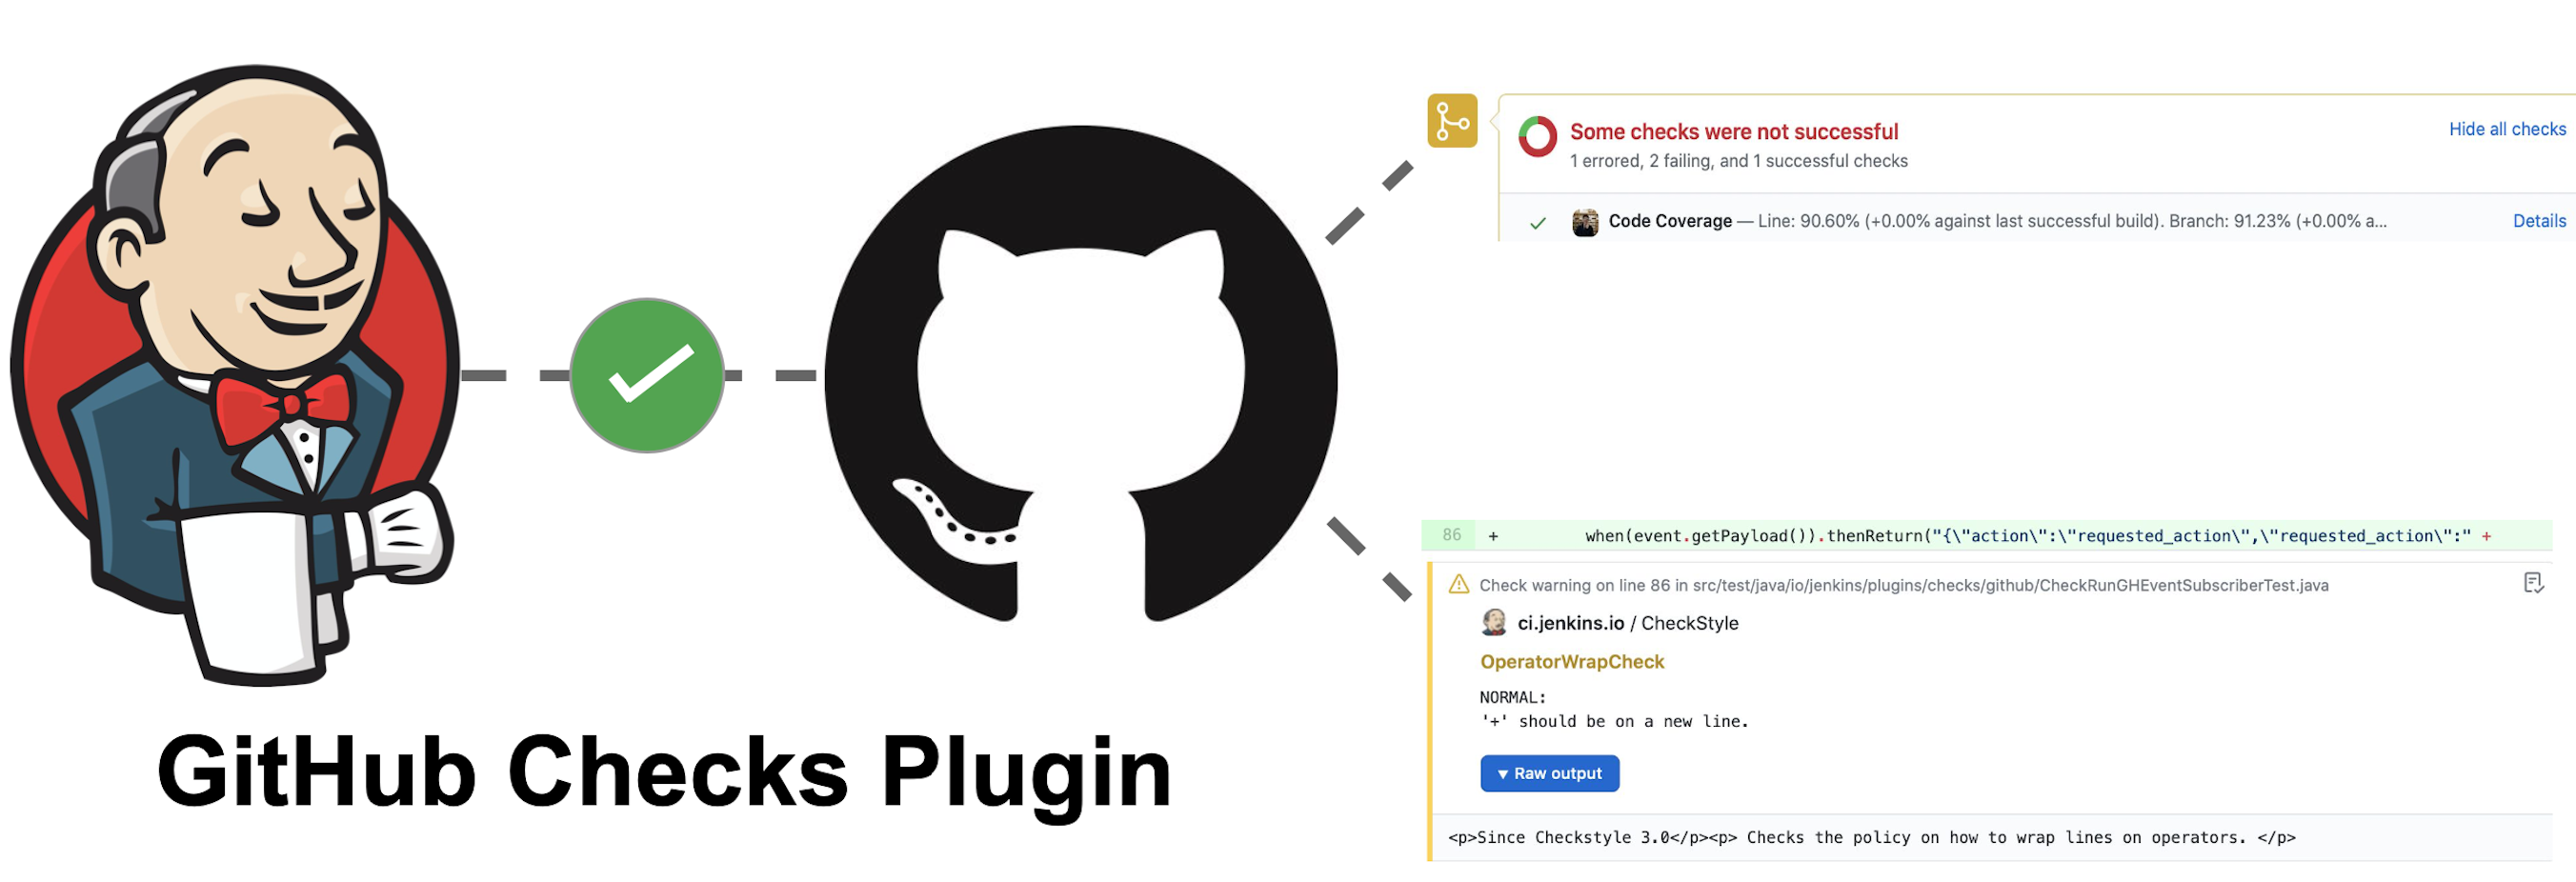 Some checks were not successful
Hide all checks
1 errored, 2 failing, and 1 successful checks
Code Coverage — Line: 90.60% (+0.00% against last successful build). Branch: 91.23% (+0.00% a...
Details
86 + when(event.getPayload()).thenReturn("{\"action\":\"requested_action\",\"requested_action\":" +
Check warning on line 86 in src/test/java/io/jenkins/plugins/checks/github/CheckRunGHEventSubscriberTest.java
ci.jenkins.io / CheckStyle
OperatorWrapCheck
NORMAL:
'+' should be on a new line.
▼ Raw output
<p>Since Checkstyle 3.0</p><p> Checks the policy on how to wrap lines on operators. </p>
GitHub Checks Plugin